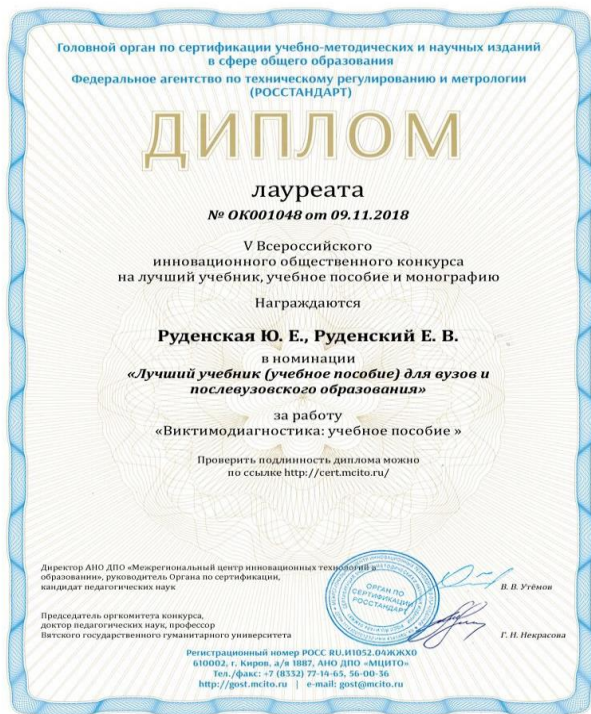 Головной орган по сертификации учебно-методических и научных изданий
в сфере общего образования
Федеральное агентство по техническому регулированию и метрологии
(РОССТАНДАРТ)
ДИПЛОМ
лауреата
№ ОК001048 от 09.11.2018
V Всероссийского
инновационного общественного конкурса
на лучший учебник, учебное пособие и монографию
Награждаются
Руденская Ю. Е., Руденский Е. В.
в номинации
«Лучший учебник (учебное пособие) для вузов и
послевузовского образования»
за работу
«Виктимодиагностика: учебное пособие »
Проверить подлинность диплома можно
по ссылке http://cert.mcito.ru/
Директор АНО ДПО «Межрегиональный центр инновационных технологий в
образовании», руководитель Органа по сертификации,
кандидат педагогических наук
В. В. Утёмов
ОРГАН ПО
СЕРТИФИКАЦИИ
РОССТАНДАРТ
Председатель оргкомитета конкурса,
доктор педагогических наук, профессор
Вятского государственного гуманитарного университета
Г. Н. Некрасова
Регистрационный номер РОСС RU.И1052.04ЖЖХ0
610002, г. Киров, а/я 1887, АНО ДПО «МЦИТО»
Тел./факс: +7 (8332) 77-14-65, 56-00-36
http://gost.mcito.ru | e-mail: gost@mcito.ru